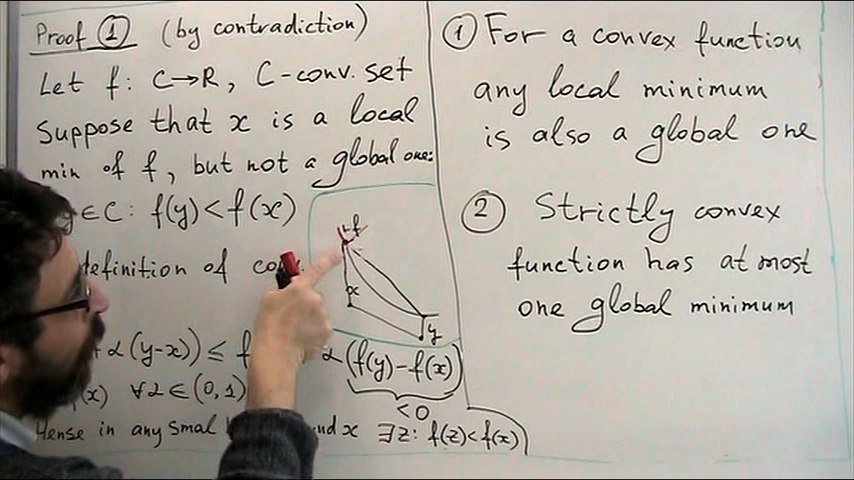 Proof ① (by contradiction)
Let f: C→R, C-conv. set
Suppose that x is a local
min of f, but not a global one:
∈ C: f(y) < f(x)
definition of
α(y-x)) ≤ f α(f(y)-f(x))
(x) ∀α∈(0,1) <0
Hense in any smal x ∃z: f(z)<f(x)
f
x
y
① For a convex function
any local minimum
is also a global one
② Strictly convex
function has at most
one global minimum